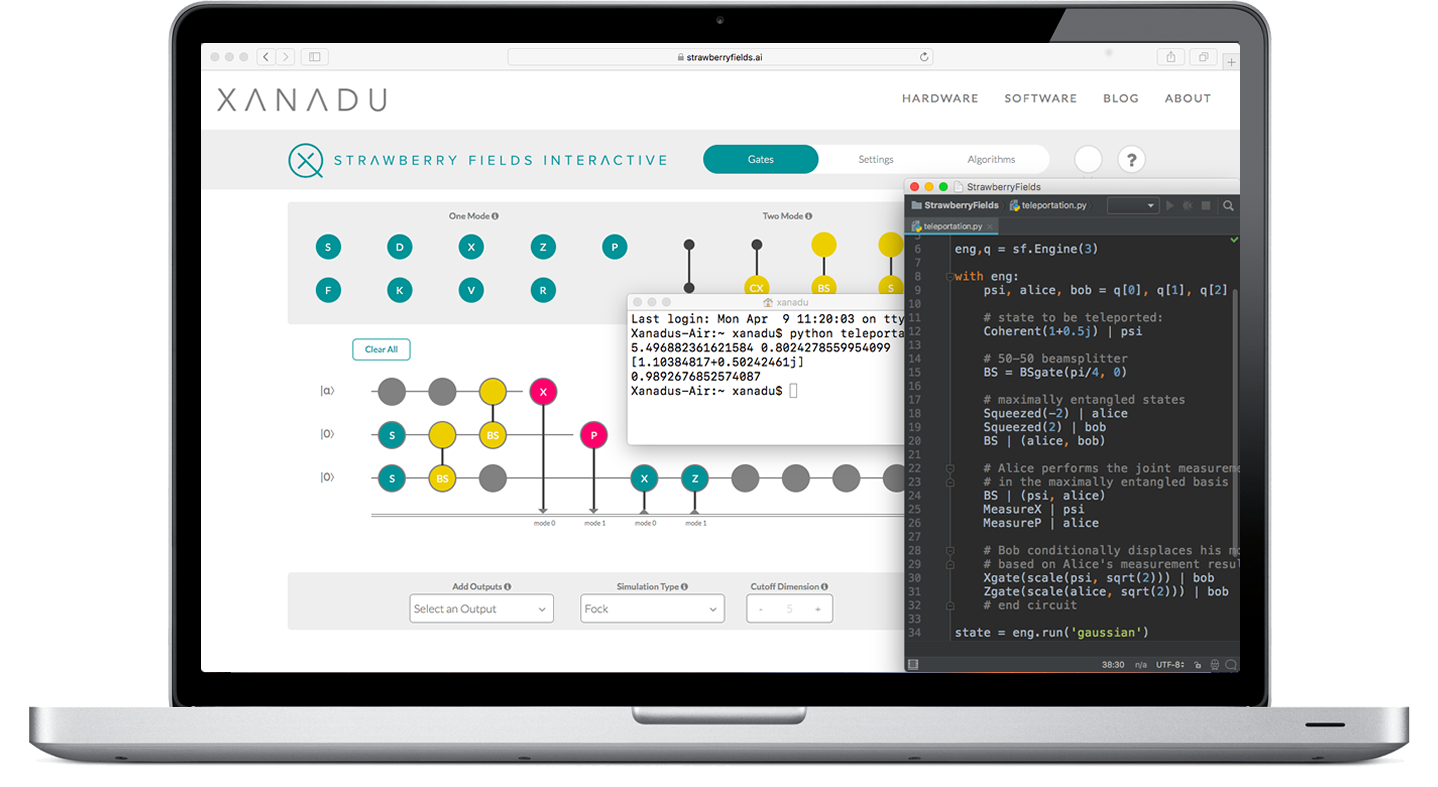 strawberryfields.ai
XANADU
HARDWARE SOFTWARE BLOG ABOUT
STRAWBERRY FIELDS INTERACTIVE
Gates Settings Algorithms ?
One Mode
Two Mode
S D X Z P
F K V R
CX BS S
Clear All
|α⟩ X
|0⟩ S BS P
|0⟩ S BS X Z
mode 0 mode 1 mode 0 mode 1
Add Outputs Simulation Type Cutoff Dimension
Select an Output Fock - 5 +
xanadu
Last login: Mon Apr 9 11:20:03 on tty
Xanadus-Air:~ xanadu$ python teleporta
5.496882361621584 0.8024278559954099
[1.10384817+0.50242461j]
0.9892676852574087
Xanadus-Air:~ xanadu$
StrawberryFields
StrawberryFields teleportation.py
teleportation.py
5
6 eng,q = sf.Engine(3)
7
8 with eng:
9 psi, alice, bob = q[0], q[1], q[2]
10
11 # state to be teleported:
12 Coherent(1+0.5j) | psi
13
14 # 50-50 beamsplitter
15 BS = BSgate(pi/4, 0)
16
17 # maximally entangled states
18 Squeezed(-2) | alice
19 Squeezed(2) | bob
20 BS | (alice, bob)
21
22 # Alice performs the joint measureme
23 # in the maximally entangled basis
24 BS | (psi, alice)
25 MeasureX | psi
26 MeasureP | alice
27
28 # Bob conditionally displaces his mo
29 # based on Alice's measurement resul
30 Xgate(scale(psi, sqrt(2))) | bob
31 Zgate(scale(alice, sqrt(2))) | bob
32 # end circuit
33
34 state = eng.run('gaussian')
38:30 n/a UTF-8